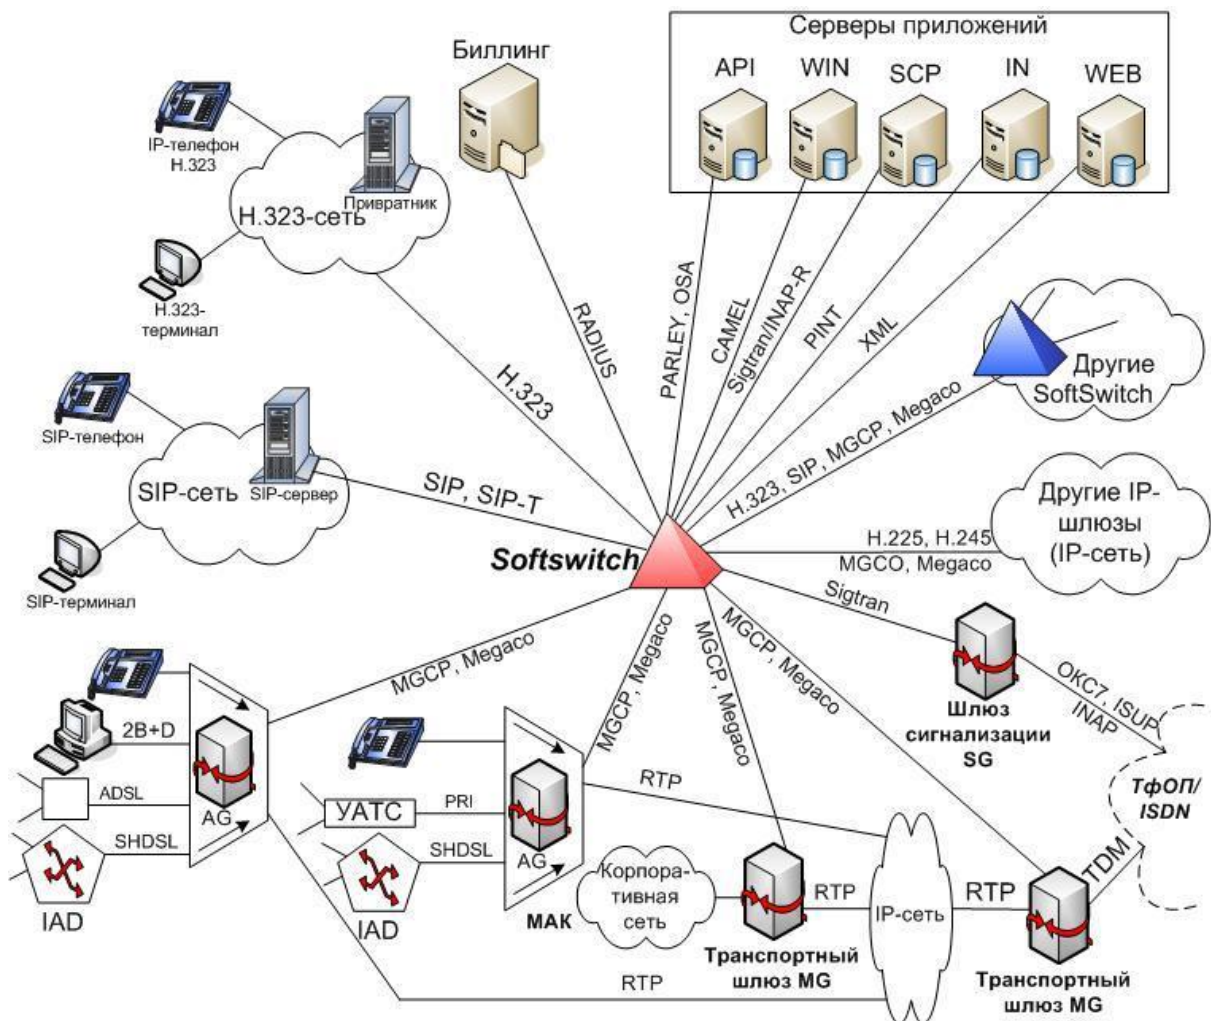 Серверы приложений
Биллинг
API
WIN
SCP
IN
WEB
IP-телефон
H.323
Привратник
H.323-сеть
H.323-
терминал
RADIUS
PARLEY, OSA
CAMEL
Sigtran/INAP-R
PINT
XML
H.323
Другие
SoftSwitch
H.323, SIP, MGCP, Megaco
SIP-телефон
SIP-сеть
SIP-сервер
SIP, SIP-T
SIP-терминал
Softswitch
Другие IP-
шлюзы
(IP-сеть)
H.225, H.245
MGCO, Megaco
Sigtran
MGCP, Megaco
MGCP, Megaco
MGCP, Megaco
MGCP, Megaco
Шлюз
сигнализации
SG
ОКС7, ISUP
INAP
ТфОП/
ISDN
TDM
2B+D
ADSL
SHDSL
AG
IAD
УАТС
PRI
SHDSL
AG
IAD
МАК
RTP
Корпора-
тивная
сеть
RTP
IP-сеть
RTP
Транспортный
шлюз MG
Транспортный
шлюз MG
RTP